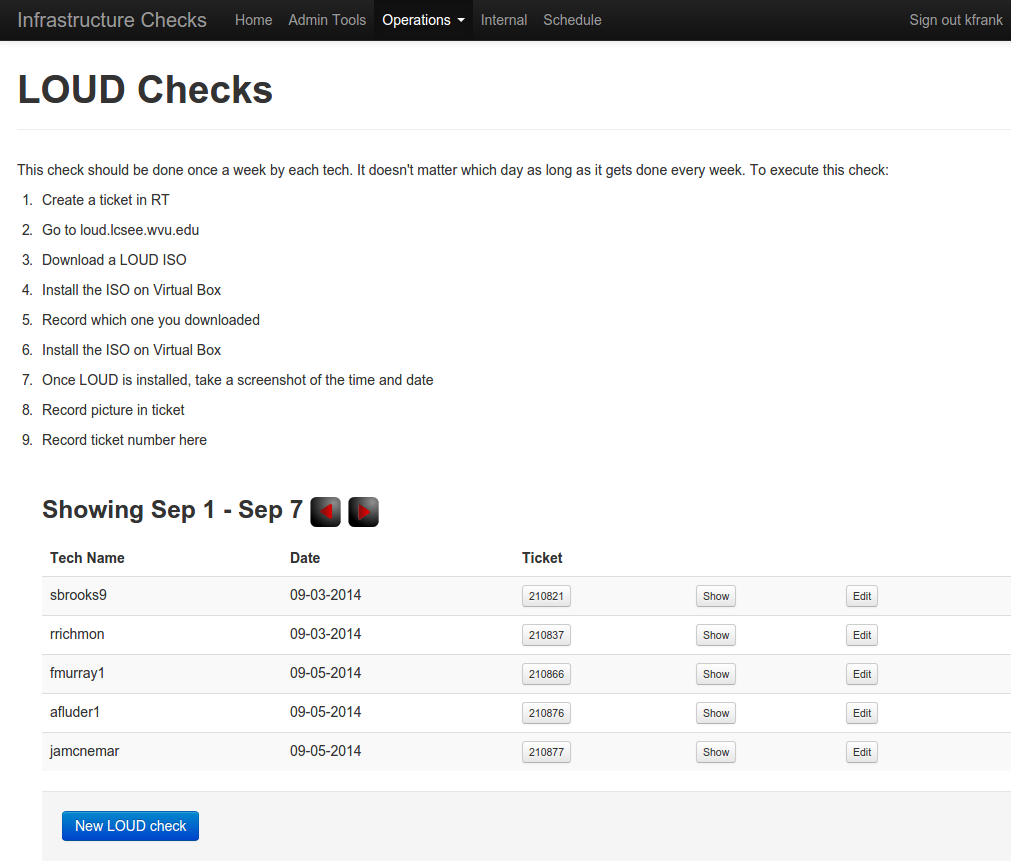 Infrastructure Checks Home Admin Tools Operations Internal Schedule Sign out kfrank
LOUD Checks
This check should be done once a week by each tech. It doesn't matter which day as long as it gets done every week. To execute this check:
1. Create a ticket in RT
2. Go to loud.lcsee.wvu.edu
3. Download a LOUD ISO
4. Install the ISO on Virtual Box
5. Record which one you downloaded
6. Install the ISO on Virtual Box
7. Once LOUD is installed, take a screenshot of the time and date
8. Record picture in ticket
9. Record ticket number here
Showing Sep 1 - Sep 7
Tech Name Date Ticket
sbrooks9 09-03-2014 210821 Show Edit
rrichmon 09-03-2014 210837 Show Edit
fmurray1 09-05-2014 210866 Show Edit
afluder1 09-05-2014 210876 Show Edit
jamcnemar 09-05-2014 210877 Show Edit
New LOUD check